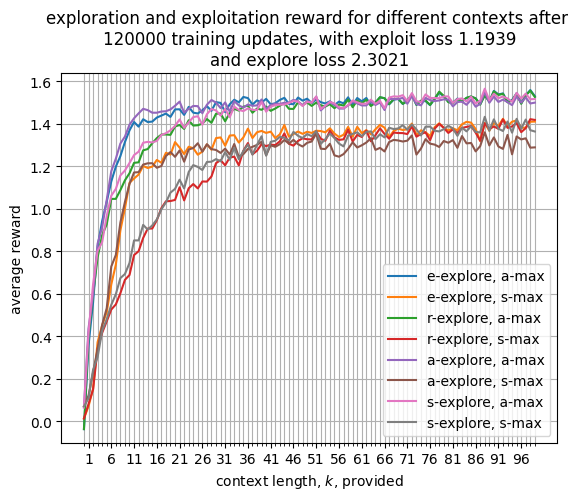 exploration and exploitation reward for different contexts after
120000 training updates, with exploit loss 1.1939
and explore loss 2.3021
1.6
1.4
1.2
1.0
0.8
0.6
0.4
0.2
0.0
average reward
e-explore, a-max
e-explore, s-max
r-explore, a-max
r-explore, s-max
a-explore, a-max
a-explore, s-max
s-explore, a-max
s-explore, s-max
1 6 11 16 21 26 31 36 41 46 51 56 61 66 71 76 81 86 91 96
context length, k, provided